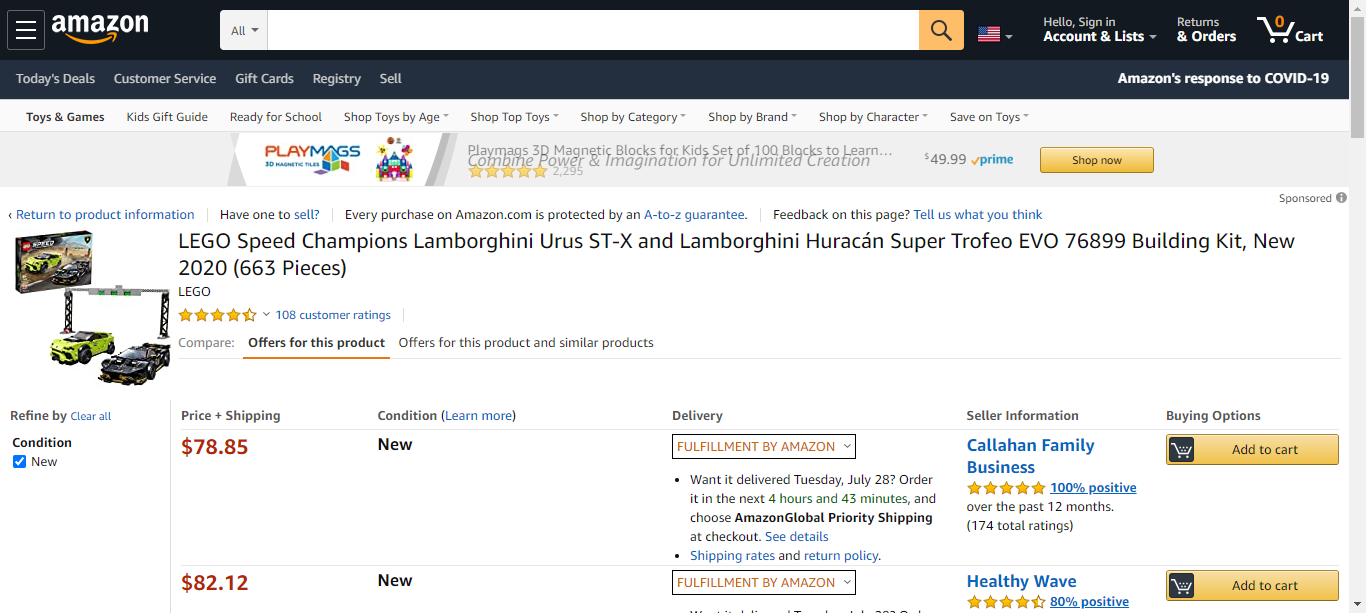 amazon
All
Hello, Sign in
Account & Lists
Returns
& Orders
0
Cart
Today's Deals
Customer Service
Gift Cards
Registry
Sell
Amazon's response to COVID-19
Toys & Games
Kids Gift Guide
Ready for School
Shop Toys by Age
Shop Top Toys
Shop by Category
Shop by Brand
Shop by Character
Save on Toys
PLAYMAGS
3D MAGNETIC TILES
Playmags 3D Magnetic Blocks for Kids Set of 100 Blocks to Learn…
Combine Power & Imagination for Unlimited Creation
2,295
$49.99 prime
Shop now
Sponsored
‹ Return to product information
Have one to sell?
Every purchase on Amazon.com is protected by an A-to-z guarantee.
Feedback on this page? Tell us what you think
LEGO Speed Champions Lamborghini Urus ST-X and Lamborghini Huracán Super Trofeo EVO 76899 Building Kit, New
2020 (663 Pieces)
LEGO
108 customer ratings
Compare:
Offers for this product
Offers for this product and similar products
Refine by Clear all
Condition
New
Price + Shipping
Condition (Learn more)
Delivery
Seller Information
Buying Options
$78.85
New
FULFILLMENT BY AMAZON
• Want it delivered Tuesday, July 28? Order
it in the next 4 hours and 43 minutes, and
choose AmazonGlobal Priority Shipping
at checkout. See details
• Shipping rates and return policy.
Callahan Family
Business
100% positive
over the past 12 months.
(174 total ratings)
Add to cart
$82.12
New
FULFILLMENT BY AMAZON
Healthy Wave
80% positive
Add to cart